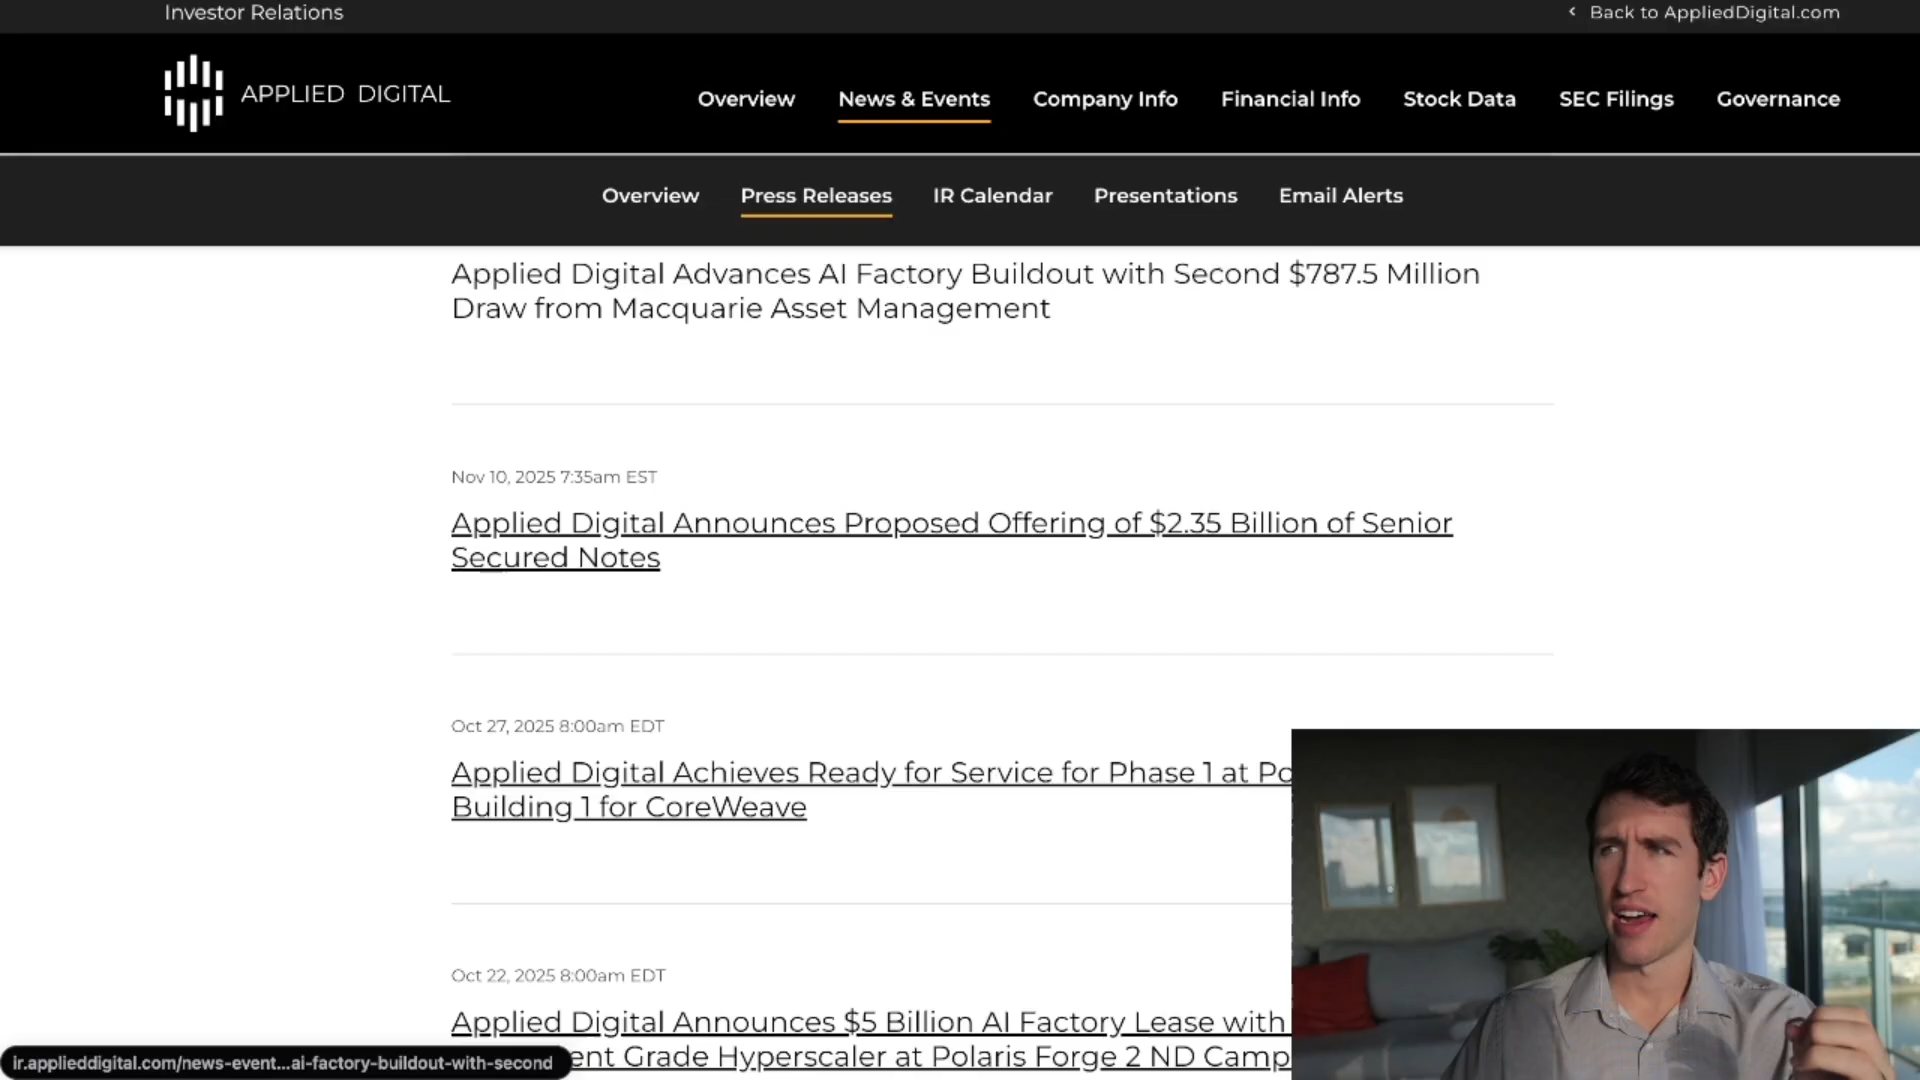 Investor Relations
‹ Back to AppliedDigital.com
APPLIED DIGITAL
Overview News & Events Company Info Financial Info Stock Data SEC Filings Governance
Overview Press Releases IR Calendar Presentations Email Alerts
Applied Digital Advances AI Factory Buildout with Second $787.5 Million
Draw from Macquarie Asset Management
Nov 10, 2025 7:35am EST
Applied Digital Announces Proposed Offering of $2.35 Billion of Senior
Secured Notes
Oct 27, 2025 8:00am EDT
Applied Digital Achieves Ready for Service for Phase 1 at Po
Building 1 for CoreWeave
Oct 22, 2025 8:00am EDT
Applied Digital Announces $5 Billion AI Factory Lease with
ent Grade Hyperscaler at Polaris Forge 2 ND Camp
ir.applieddigital.com/news-event...ai-factory-buildout-with-second